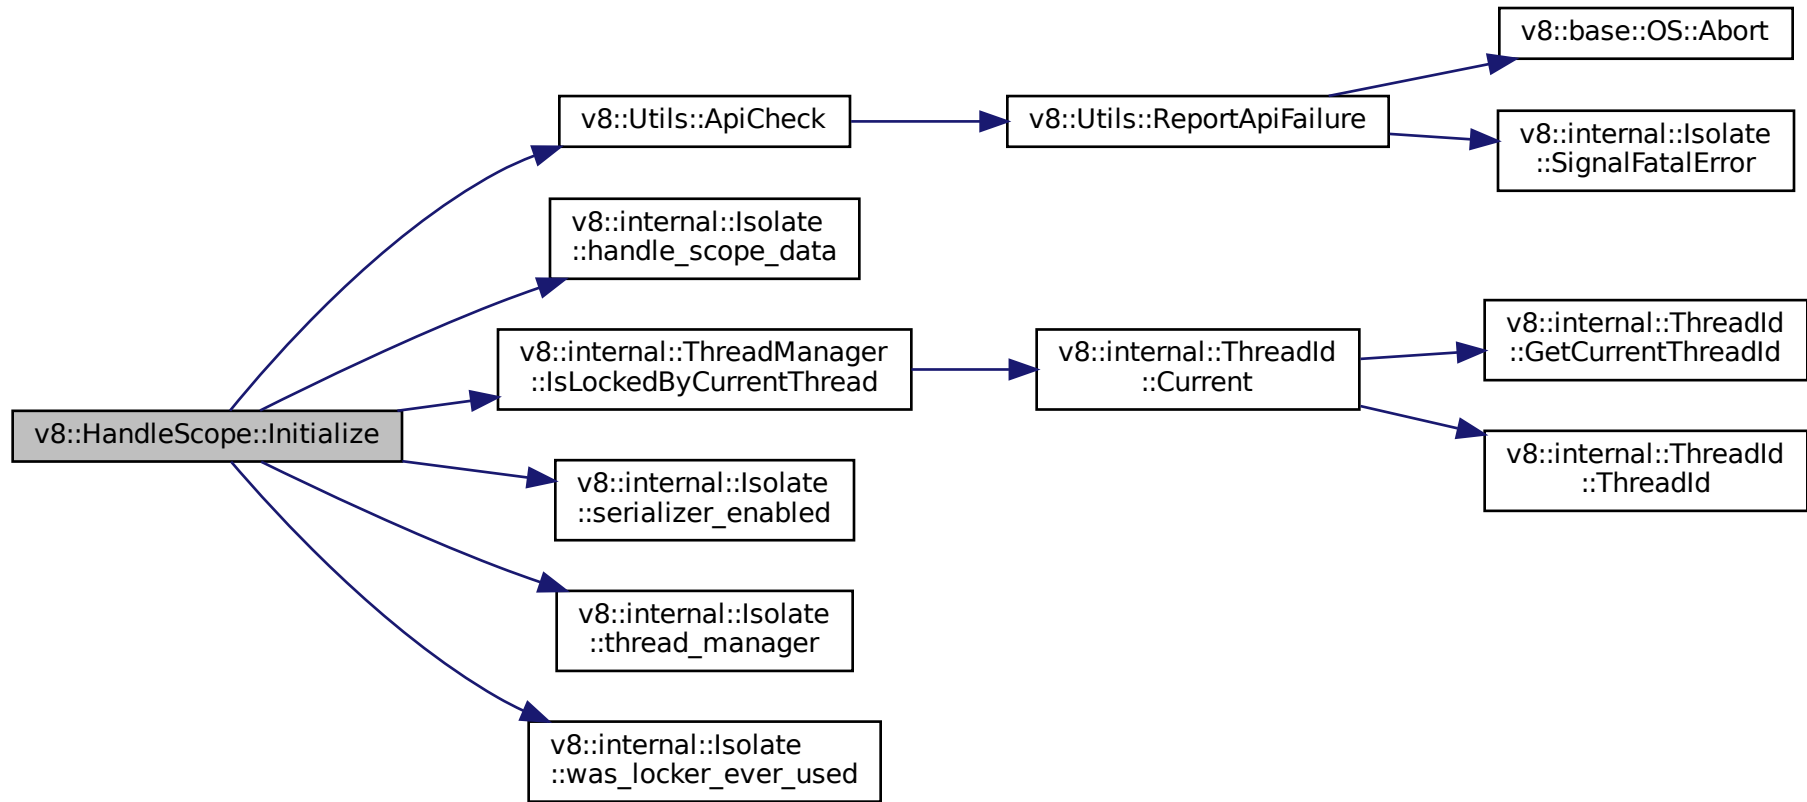 v8::HandleScope::Initialize
v8::Utils::ApiCheck
v8::Utils::ReportApiFailure
v8::base::OS::Abort
v8::internal::Isolate
::SignalFatalError
v8::internal::Isolate
::handle_scope_data
v8::internal::ThreadManager
::IsLockedByCurrentThread
v8::internal::ThreadId
::Current
v8::internal::ThreadId
::GetCurrentThreadId
v8::internal::ThreadId
::ThreadId
v8::internal::Isolate
::serializer_enabled
v8::internal::Isolate
::thread_manager
v8::internal::Isolate
::was_locker_ever_used